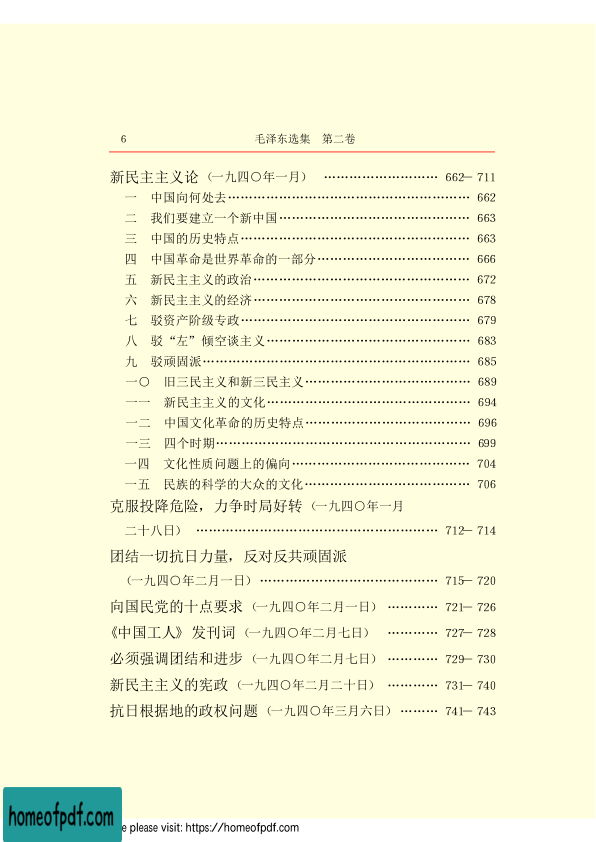 6 毛泽东选集 第二卷
新民主主义论（一九四〇年一月） ………………………… 662—711
一 中国向何处去………………………………………………… 662
二 我们要建立一个新中国……………………………………… 663
三 中国的历史特点……………………………………………… 663
四 中国革命是世界革命的一部分……………………………… 666
五 新民主主义的政治…………………………………………… 672
六 新民主主义的经济…………………………………………… 678
七 驳资产阶级专政……………………………………………… 679
八 驳“左”倾空谈主义………………………………………… 683
九 驳顽固派……………………………………………………… 685
一〇 旧三民主义和新三民主义………………………………… 689
一一 新民主主义的文化………………………………………… 694
一二 中国文化革命的历史特点………………………………… 696
一三 四个时期…………………………………………………… 699
一四 文化性质问题上的偏向…………………………………… 704
一五 民族的科学的大众的文化………………………………… 706
克服投降危险，力争时局好转（一九四〇年一月
二十八日） ………………………………………………… 712—714
团结一切抗日力量，反对反共顽固派
（一九四〇年二月一日）…………………………………… 715—720
向国民党的十点要求（一九四〇年二月一日） ………… 721—726
《中国工人》发刊词（一九四〇年二月七日） ………… 727—728
必须强调团结和进步（一九四〇年二月七日） ………… 729—730
新民主主义的宪政（一九四〇年二月二十日） ………… 731—740
抗日根据地的政权问题（一九四〇年三月六日） ……… 741—743
homeofpdf.com
please visit: https://homeofpdf.com